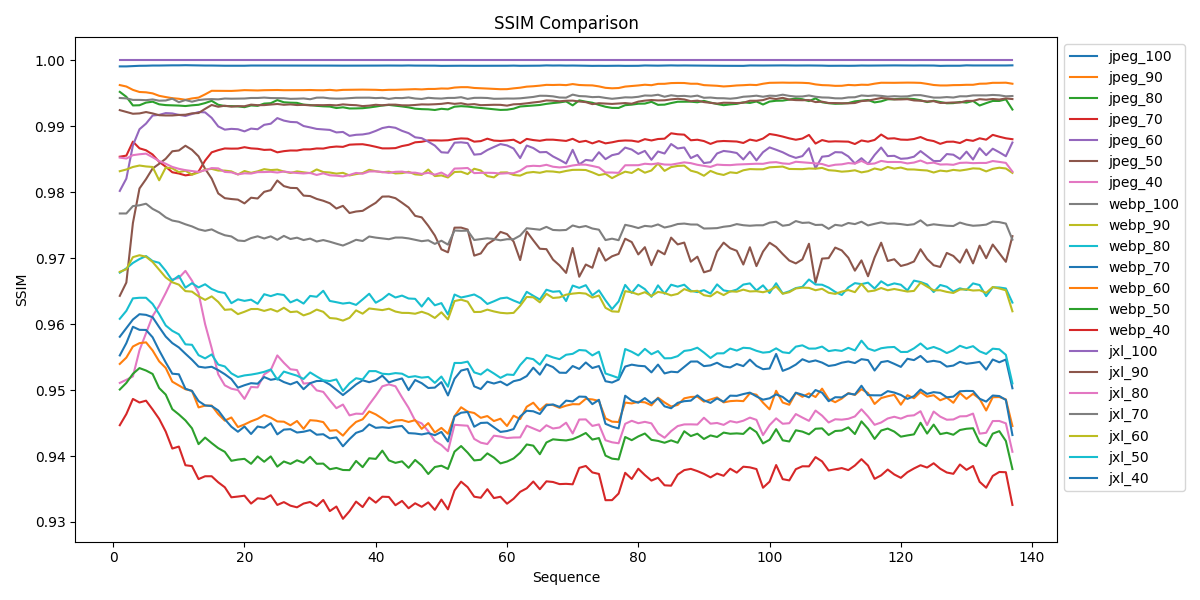 SSIM Comparison
SSIM
1.00
0.99
0.98
0.97
0.96
0.95
0.94
0.93
0
20
40
60
80
100
120
140
Sequence
jpeg_100
jpeg_90
jpeg_80
jpeg_70
jpeg_60
jpeg_50
jpeg_40
webp_100
webp_90
webp_80
webp_70
webp_60
webp_50
webp_40
jxl_100
jxl_90
jxl_80
jxl_70
jxl_60
jxl_50
jxl_40